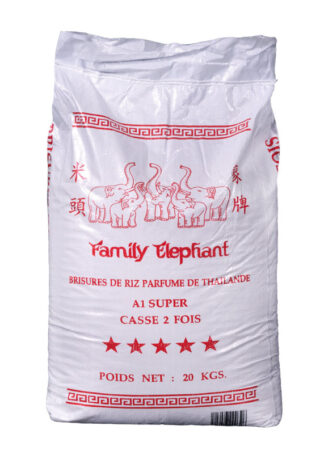 米頭
象牌
Family Elephant
BRISURES DE RIZ PARFUME DE THAILANDE
A1 SUPER
CASSE 2 FOIS
POIDS NET : 20 KGS.